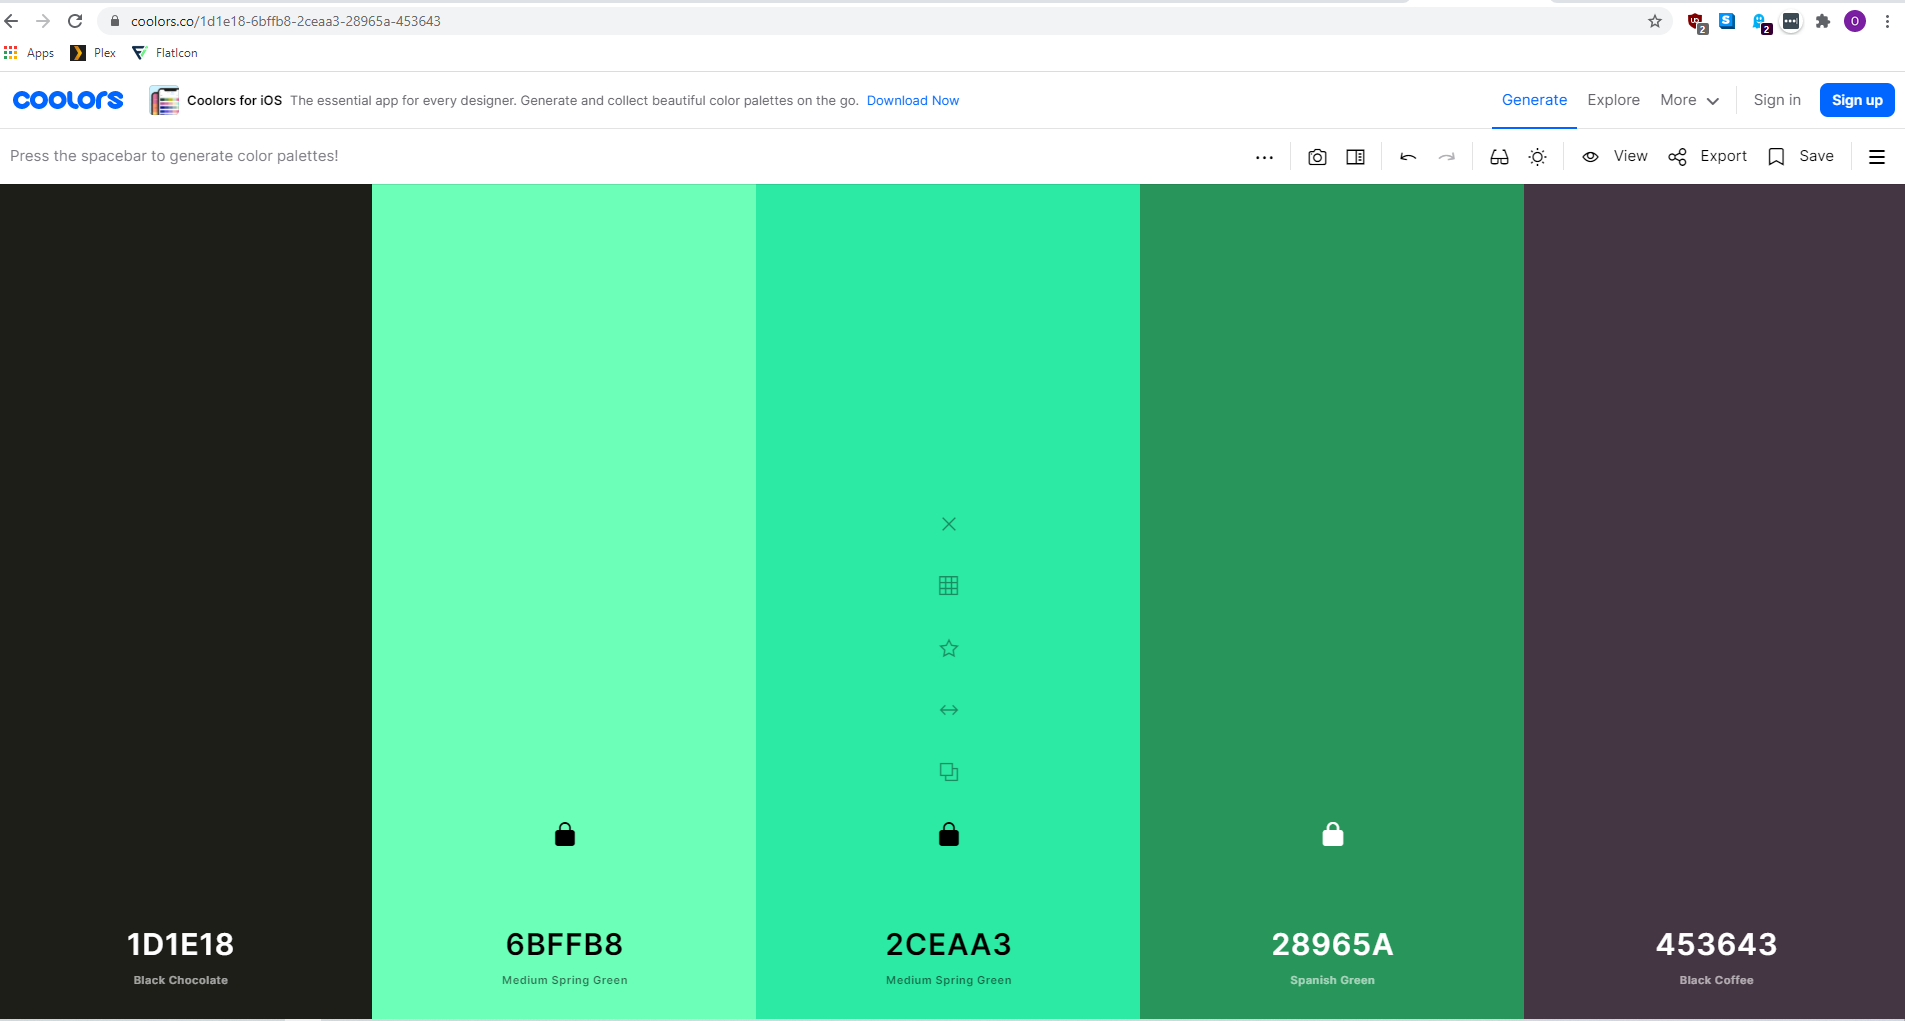 coolors.co/1d1e18-6bffb8-2ceaa3-28965a-453643
2
2
O
Apps
Plex
FlatIcon
coolors
Coolors for iOS The essential app for every designer. Generate and collect beautiful color palettes on the go. Download Now
Generate
Explore
More
Sign in
Sign up
Press the spacebar to generate color palettes!
View
Export
Save
1D1E18
Black Chocolate
6BFFB8
Medium Spring Green
2CEAA3
Medium Spring Green
28965A
Spanish Green
453643
Black Coffee